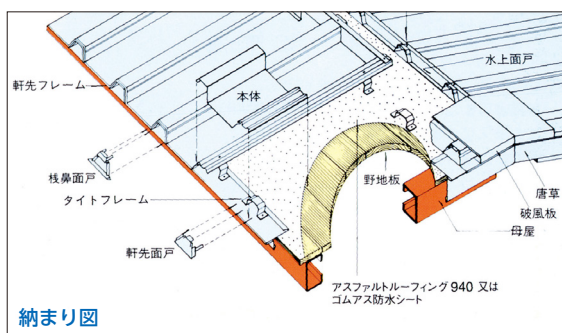 水上面戸
軒先フレーム
本体
桟鼻面戸
野地板
タイトフレーム
唐草
破風板
母屋
軒先面戸
アスファルトルーフィング940 又は
ゴムアス防水シート
納まり図